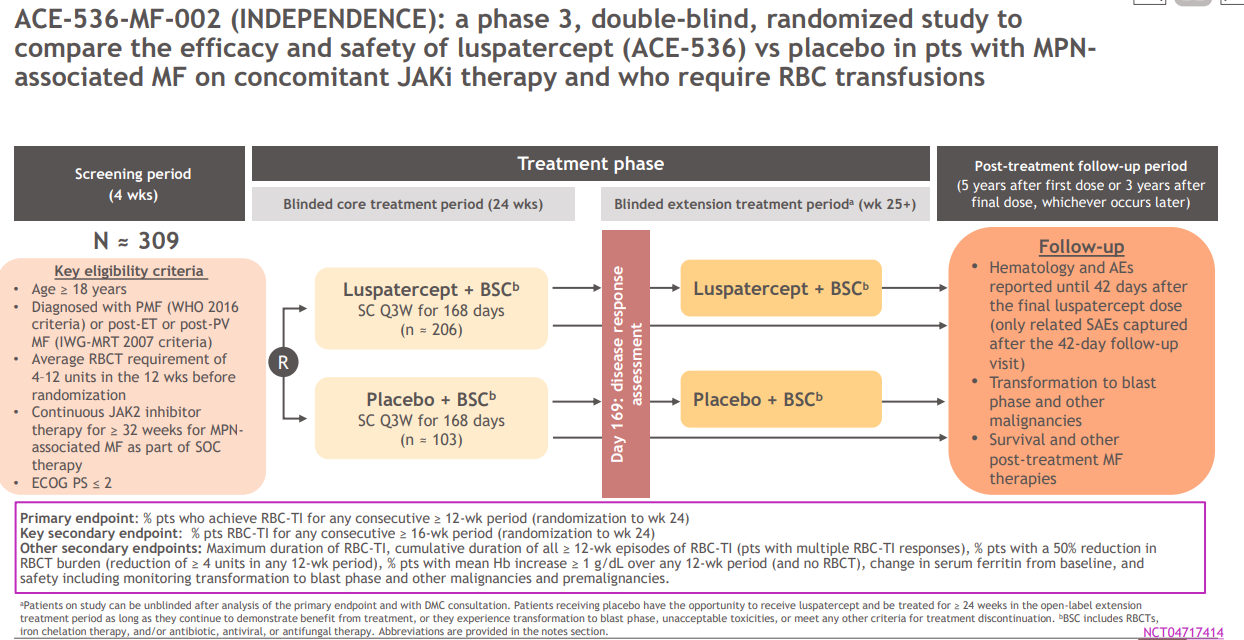 ACE-536-MF-002 (INDEPENDENCE): a phase 3, double-blind, randomized study to
compare the efficacy and safety of luspatercept (ACE-536) vs placebo in pts with MPN-
associated MF on concomitant JAKi therapy and who require RBC transfusions
Screening period
(4 wks)
Treatment phase
Blinded core treatment period (24 wks)
Blinded extension treatment periodᵃ (wk 25+)
Post-treatment follow-up period
(5 years after first dose or 3 years after
final dose, whichever occurs later)
N ≈ 309
Key eligibility criteria
• Age ≥ 18 years
• Diagnosed with PMF (WHO 2016
criteria) or post-ET or post-PV
MF (IWG-MRT 2007 criteria)
• Average RBCT requirement of
4-12 units in the 12 wks before
randomization
• Continuous JAK2 inhibitor
therapy for ≥ 32 weeks for MPN-
associated MF as part of SOC
therapy
• ECOG PS ≤ 2
R
Luspatercept + BSCᵇ
SC Q3W for 168 days
(n ≈ 206)
Placebo + BSCᵇ
SC Q3W for 168 days
(n ≈ 103)
Day 169: disease response
assessment
Luspatercept + BSCᵇ
Placebo + BSCᵇ
Follow-up
• Hematology and AEs
reported until 42 days after
the final luspatercept dose
(only related SAEs captured
after the 42-day follow-up
visit)
• Transformation to blast
phase and other
malignancies
• Survival and other
post-treatment MF
therapies
Primary endpoint: % pts who achieve RBC-TI for any consecutive ≥ 12-wk period (randomization to wk 24)
Key secondary endpoint: % pts RBC-TI for any consecutive ≥ 16-wk period (randomization to wk 24)
Other secondary endpoints: Maximum duration of RBC-TI, cumulative duration of all ≥ 12-wk episodes of RBC-TI (pts with multiple RBC-TI responses), % pts with a 50% reduction in
RBCT burden (reduction of ≥ 4 units in any 12-wk period), % pts with mean Hb increase ≥ 1 g/dL over any 12-wk period (and no RBCT), change in serum ferritin from baseline, and
safety including monitoring transformation to blast phase and other malignancies and premalignancies.
ᵃPatients on study can be unblinded after analysis of the primary endpoint and with DMC consultation. Patients receiving placebo have the opportunity to receive luspatercept and be treated for ≥ 24 weeks in the open-label extension
treatment period as long as they continue to demonstrate benefit from treatment, or they experience transformation to blast phase, unacceptable toxicities, or meet any other criteria for treatment discontinuation. ᵇBSC includes RBCTs,
iron chelation therapy, and/or antibiotic, antiviral, or antifungal therapy. Abbreviations are provided in the notes section.
NCT04717414